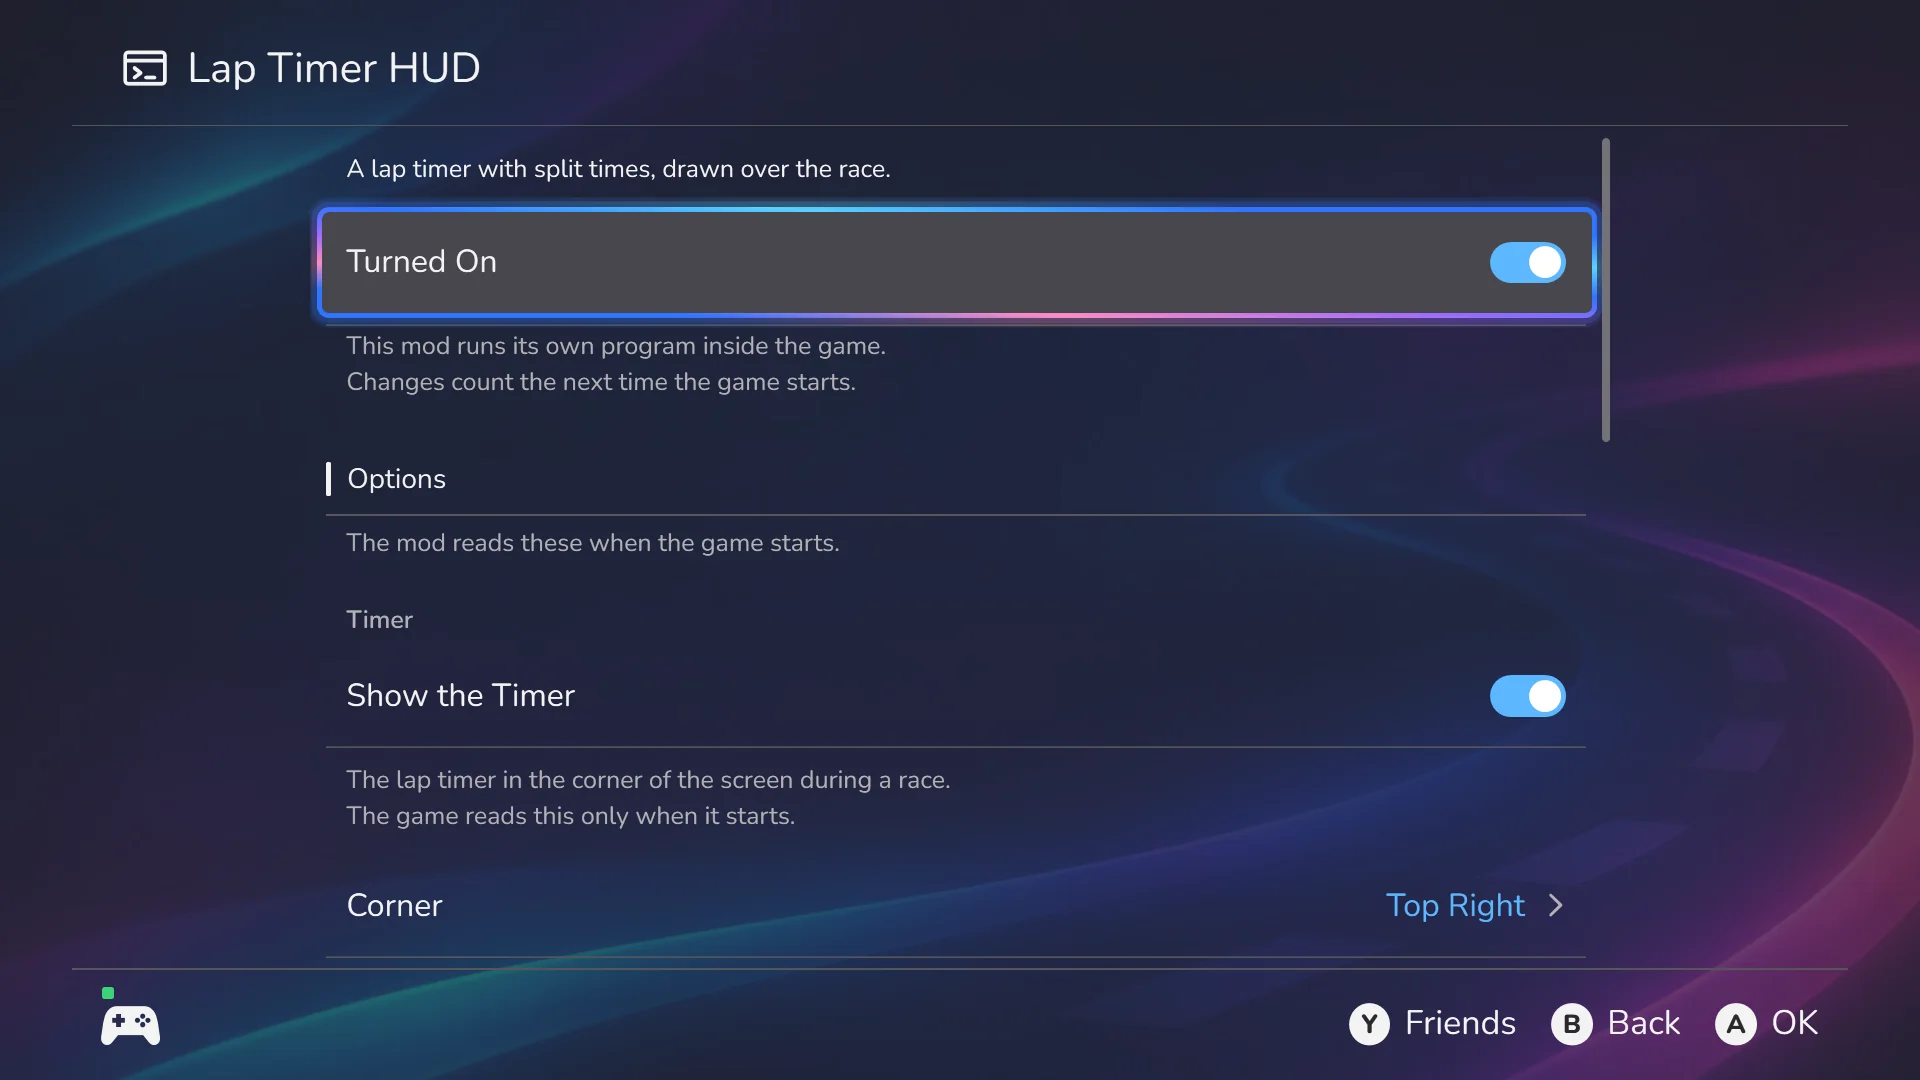 Lap Timer HUD
A lap timer with split times, drawn over the race.
Turned On
This mod runs its own program inside the game.
Changes count the next time the game starts.
Options
The mod reads these when the game starts.
Timer
Show the Timer
The lap timer in the corner of the screen during a race.
The game reads this only when it starts.
Corner
Top Right
Y Friends
B Back
A OK